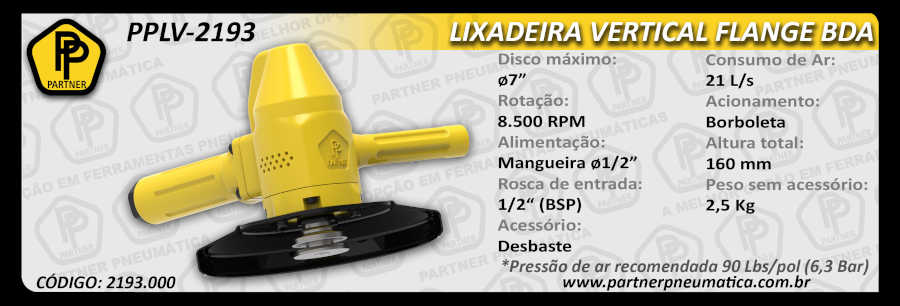 PPLV-2193
LIXADEIRA VERTICAL FLANGE BDA
PARTNER
Disco máximo:
ø7”
Rotação:
8.500 RPM
Alimentação:
Mangueira ø1/2”
Rosca de entrada:
1/2“ (BSP)
Acessório:
Desbaste
Consumo de Ar:
21 L/s
Acionamento:
Borboleta
Altura total:
160 mm
Peso sem acessório:
2,5 Kg
*Pressão de ar recomendada 90 Lbs/pol (6,3 Bar)
CÓDIGO: 2193.000
www.partnerpneumatica.com.br